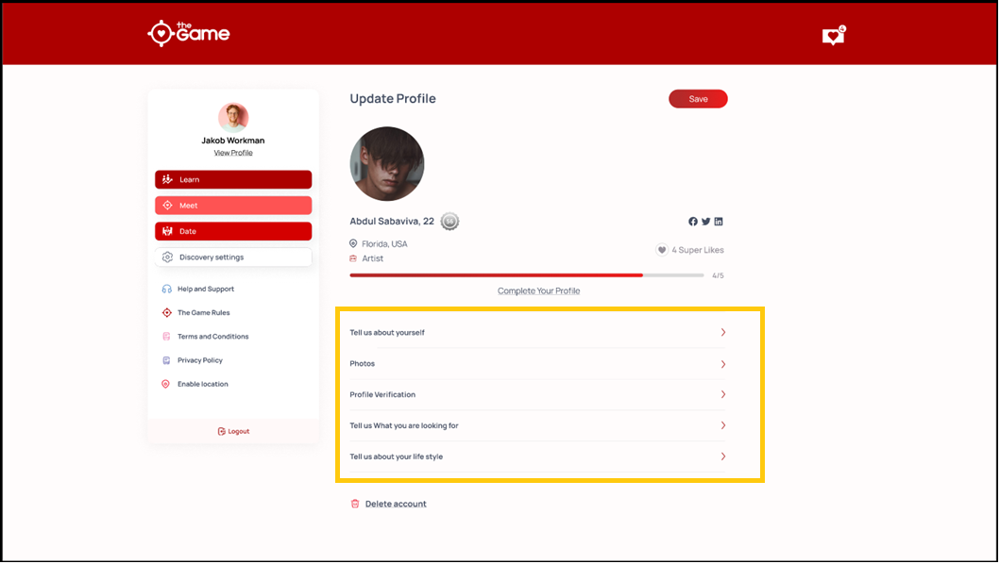 the
Game
4
Jakob Workman
View Profile
Learn
Meet
Date
Discovery settings
Help and Support
The Game Rules
Terms and Conditions
Privacy Policy
Enable location
Logout
Update Profile
Save
Abdul Sabaviva, 22
Florida, USA
4 Super Likes
Artist
4/5
Complete Your Profile
Tell us about yourself
Photos
Profile Verification
Tell us What you are looking for
Tell us about your life style
Delete account